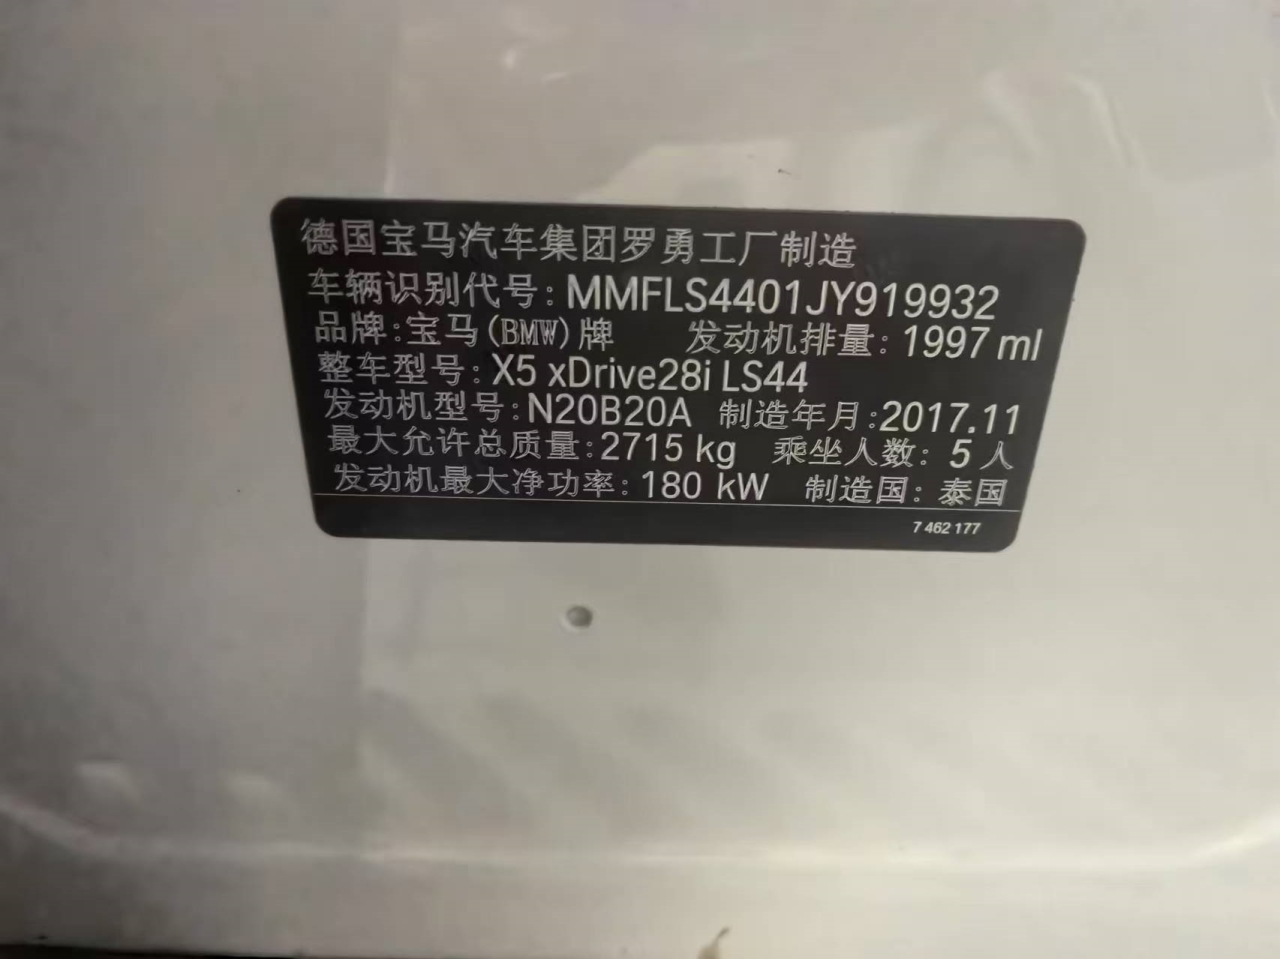 德国宝马汽车集团罗勇工厂制造
车辆识别代号: MMFLS4401JY919932
品牌:宝马(BMW)牌 发动机排量: 1997 ml
整车型号: X5 xDrive28i LS44
发动机型号: N20B20A 制造年月:2017.11
最大允许总质量:2715 kg 乘坐人数: 5 人
发动机最大净功率: 180 kW 制造国: 泰国
7 462 177